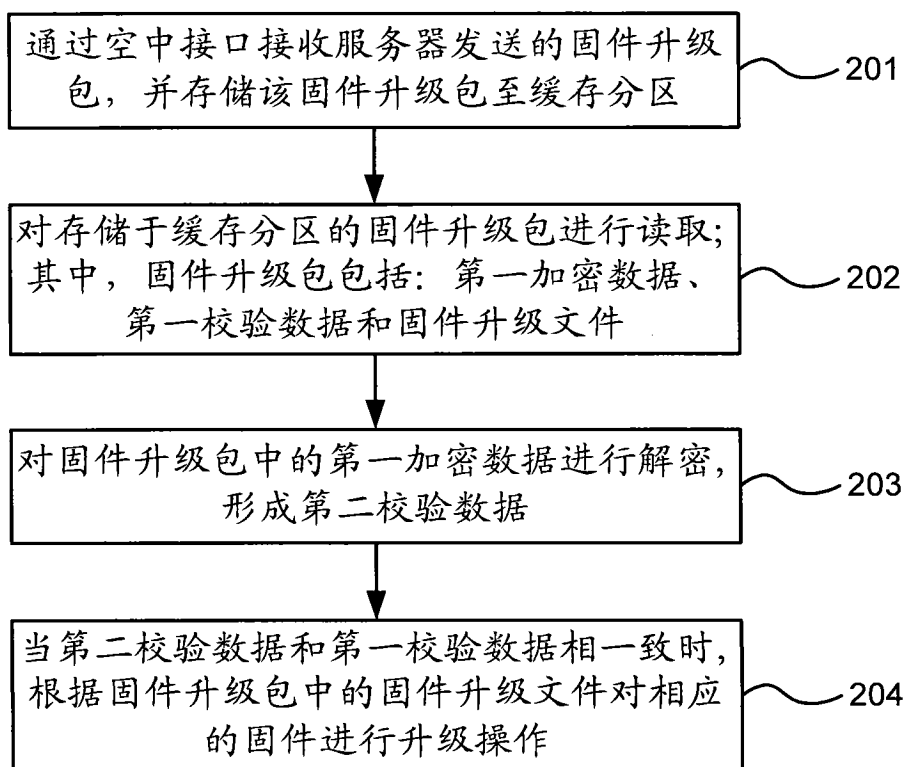 通过空中接口接收服务器发送的固件升级
包，并存储该固件升级包至缓存分区
201
对存储于缓存分区的固件升级包进行读取;
其中，固件升级包包括：第一加密数据、
第一校验数据和固件升级文件
202
对固件升级包中的第一加密数据进行解密,
形成第二校验数据
203
当第二校验数据和第一校验数据相一致时,
根据固件升级包中的固件升级文件对相应
的固件进行升级操作
204